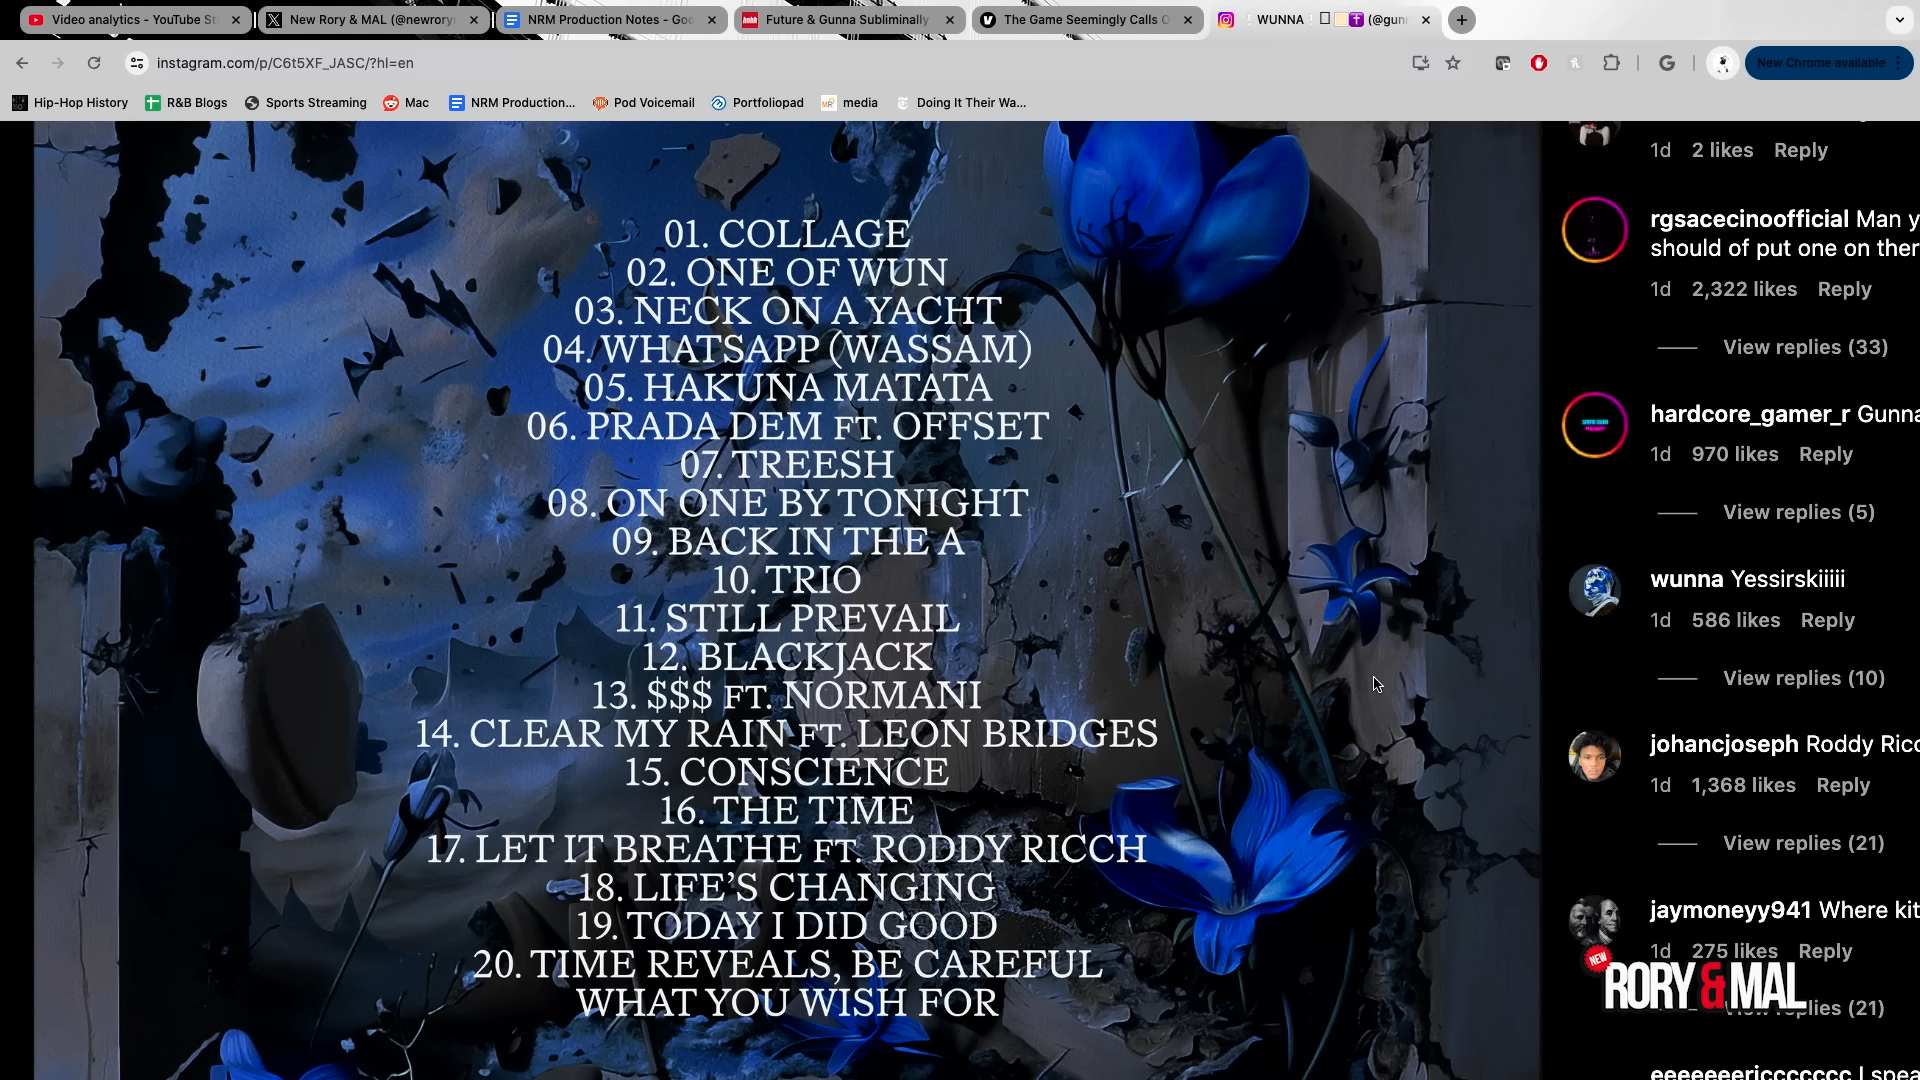 Video analytics - YouTube St
New Rory & MAL (@newrory
NRM Production Notes - Goo
Future & Gunna Subliminally
The Game Seemingly Calls O
WUNNA
(@gun
instagram.com/p/C6t5XF_JASC/?hl=en
New Chrome available
Hip-Hop History
R&B Blogs
Sports Streaming
Mac
NRM Production...
Pod Voicemail
Portfoliopad
media
Doing It Their Wa...
01. COLLAGE
02. ONE OF WUN
03. NECK ON A YACHT
04. WHATSAPP (WASSAM)
05. HAKUNA MATATA
06. PRADA DEM FT. OFFSET
07. TREESH
08. ON ONE BY TONIGHT
09. BACK IN THE A
10. TRIO
11. STILL PREVAIL
12. BLACKJACK
13. $$$ FT. NORMANI
14. CLEAR MY RAIN FT. LEON BRIDGES
15. CONSCIENCE
16. THE TIME
17. LET IT BREATHE FT. RODDY RICCH
18. LIFE’S CHANGING
19. TODAY I DID GOOD
20. TIME REVEALS, BE CAREFUL
WHAT YOU WISH FOR
1d 2 likes Reply
rgsacecinoofficial Man y
should of put one on ther
1d 2,322 likes Reply
View replies (33)
hardcore_gamer_r Gunna
1d 970 likes Reply
View replies (5)
wunna Yessirskiiiii
1d 586 likes Reply
View replies (10)
johancjoseph Roddy Ricc
1d 1,368 likes Reply
View replies (21)
jaymoneyy941 Where kit
1d 275 likes Reply
NEW
RORY & MAL
plies (21)
eeeeeeericcccccc I spea